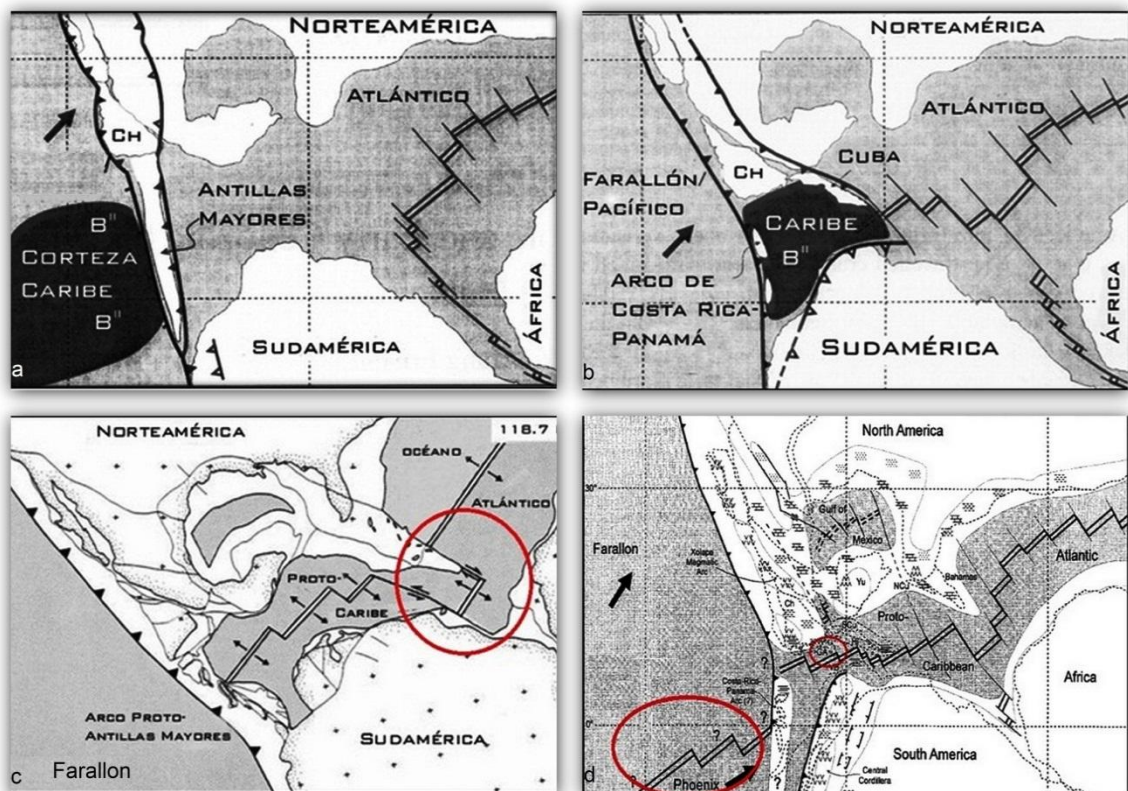 NORTEAMÉRICA
ATLÁNTICO
CH
ANTILLAS
MAYORES
B"
CORTEZA
CARIBE
B"
SUDAMÉRICA
ÁFRICA
a
NORTEAMÉRICA
ATLÁNTICO
CH
CUBA
FARALLÓN/
PACÍFICO
CARIBE
B"
ARCO DE
COSTA RICA-
PANAMÁ
SUDAMÉRICA
ÁFRICA
b
NORTEAMÉRICA
118.7
OCÉANO
ATLÁNTICO
PROTO-
CARIBE
ARCO PROTO-
ANTILLAS MAYORES
SUDAMÉRICA
c
Farallon
North America
30°
Gulf of
Mexico
Farallon
Xolapa
Magmatic
Arc
Atlantic
Yu
NCu
Bahamas
Proto-
Caribbean
Africa
?
Costa Rica-
Panama
Arc (?)
?
?
0°
?
South America
Central
Cordillera
Phoenix
?
?
d